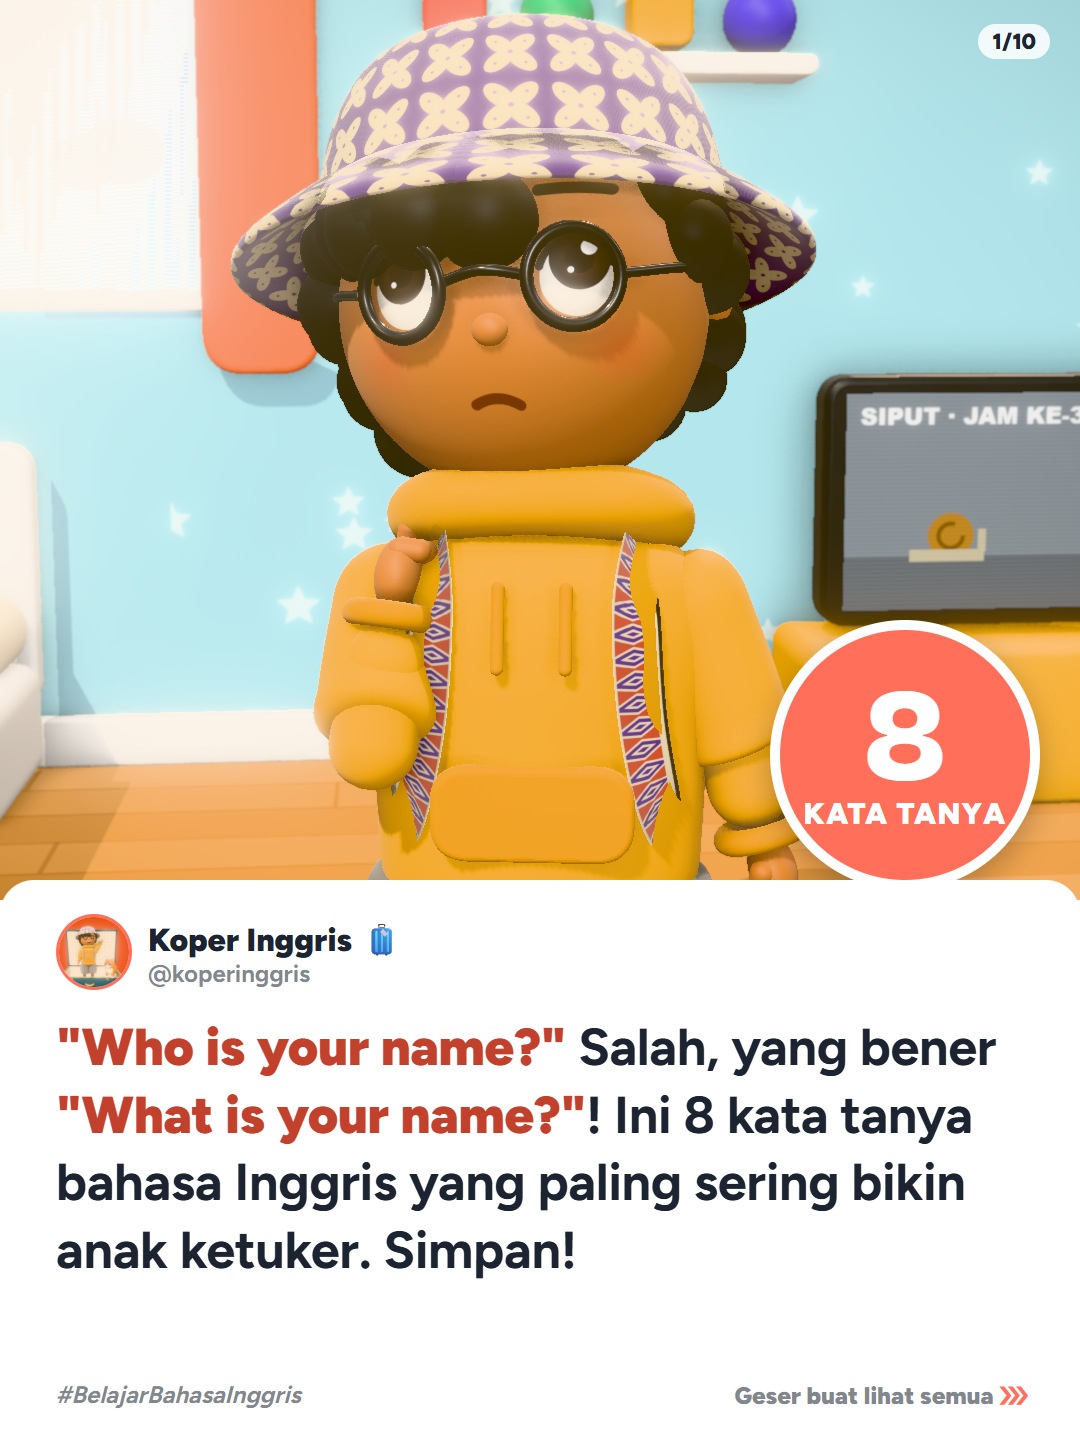 1/10
SIPUT · JAM KE-3
8
KATA TANYA
Koper Inggris
@koperinggris
"Who is your name?" Salah, yang bener
"What is your name?"! Ini 8 kata tanya
bahasa Inggris yang paling sering bikin
anak ketuker. Simpan!
#BelajarBahasaInggris
Geser buat lihat semua